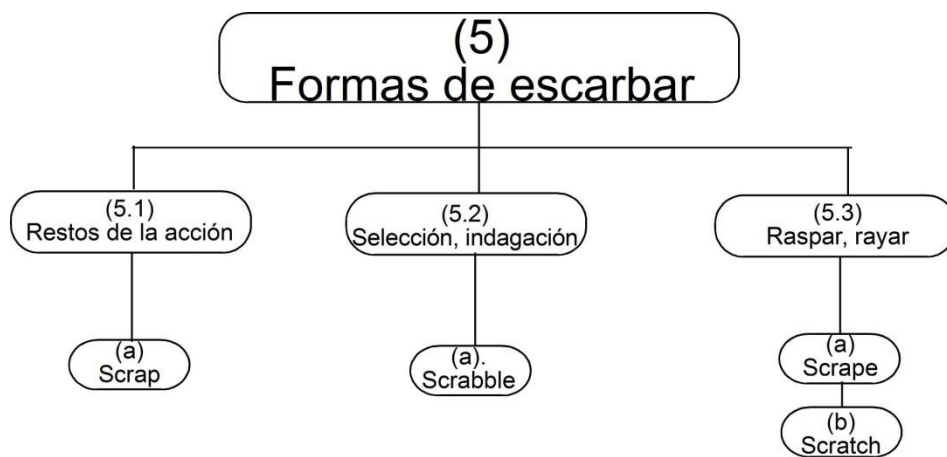 (5)
Formas de escarbar
(5.1)
Restos de la acción
(5.2)
Selección, indagación
(5.3)
Raspar, rayar
(a)
Scrap
(a).
Scrabble
(a)
Scrape
(b)
Scratch